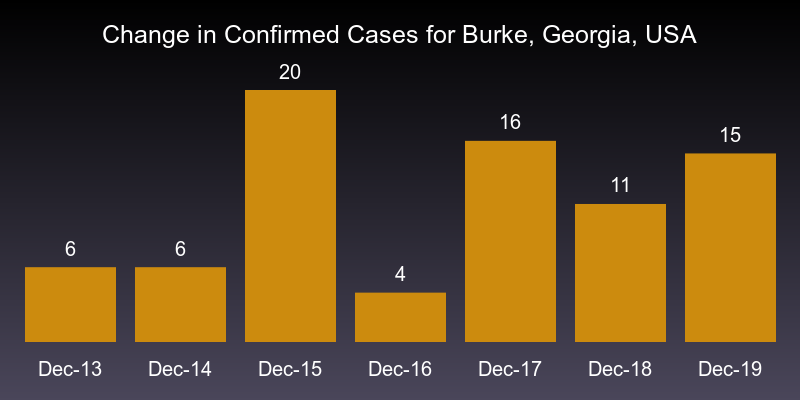 Change in Confirmed Cases for Burke, Georgia, USA
20
16
15
11
6
6
4
Dec-13
Dec-14
Dec-15
Dec-16
Dec-17
Dec-18
Dec-19